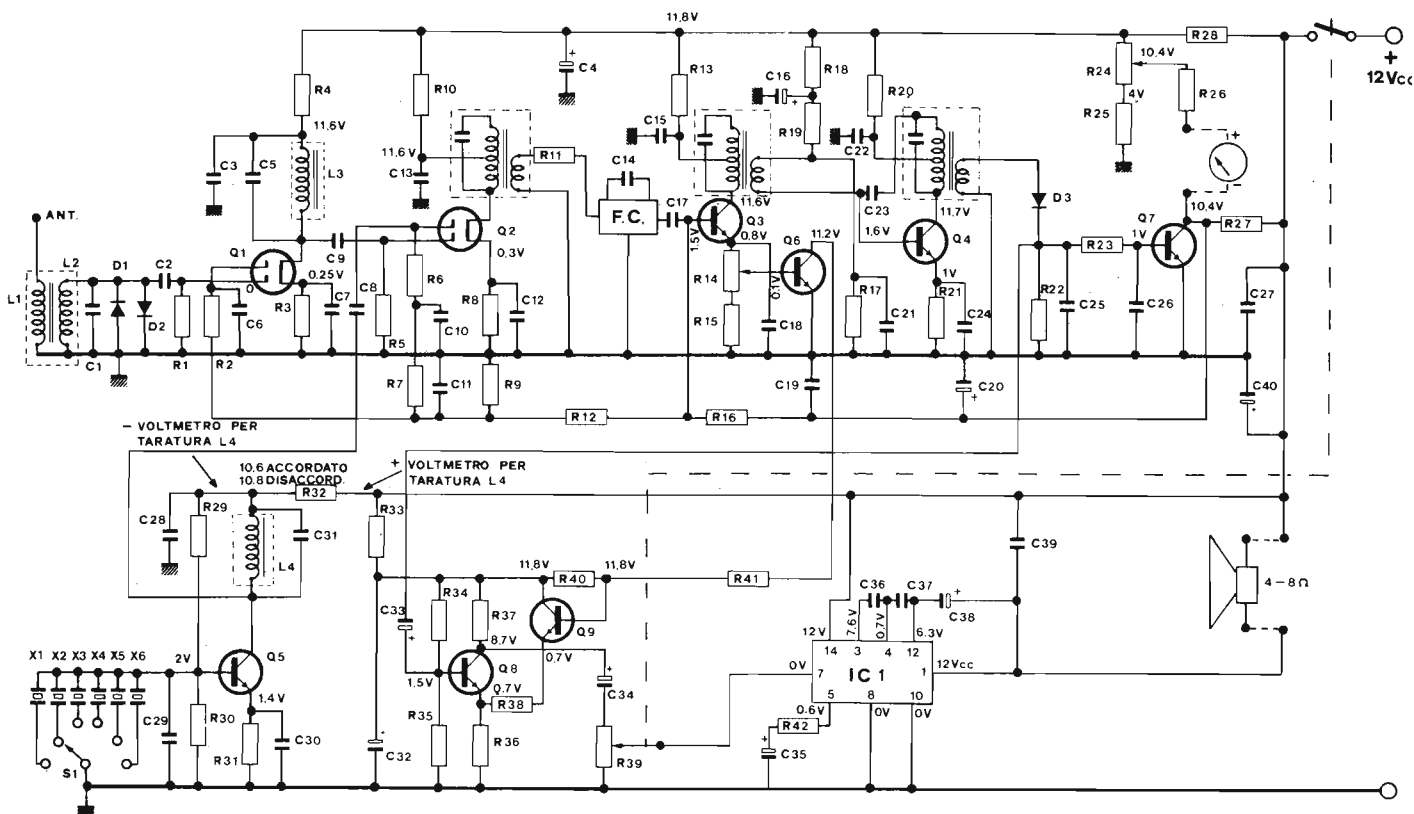 11,8V
+
12Vcc
R28
R4
R10
+
C4
R13
C16
+
R18
R20
R24
10,4V
4V
R25
R26
+
-
11,6V
C3
C5
L3
11,6V
C13
C15
R19
C22
R11
C14
F.C.
C17
11,6V
Q3
0,8V
C23
11,7V
D3
10,4V
Q7
R27
ANT.
L2
L1
D1
C2
Q1
0
0,25V
C9
Q2
0,3V
1,5V
Q6
11,2V
1,6V
Q4
1V
R23
1V
C1
D2
R1
R2
C6
R3
C7
C8
R5
R6
C10
R8
C12
R14
0,1V
R15
C18
R17
C21
R21
C24
R22
C25
C26
C27
R7
C11
R9
C19
+
C20
C40
+
R12
R16
– VOLTMETRO PER
TARATURA L4
10.6 ACCORDATO
10.8 DISACCORD.
R32
+ VOLTMETRO PER
TARATURA L4
C28
R29
L4
C31
R33
C39
4–8Ω
11,8V
R40
11,8V
R41
C33
+
R34
R37
8,7V
Q9
C36
C37
C38
+
7,6V
0,7V
12V
6.3V
14
3
4
12
0V
7
IC 1
1
12Vcc
5
8
10
0.6V
0V
0V
X1
X2
X3
X4
X5
X6
2V
Q5
1,4V
1,5V
Q8
0,7V
0,7V
R38
+
C34
C29
R30
R31
C30
S1
+
C32
R35
R36
R39
R42
+
C35